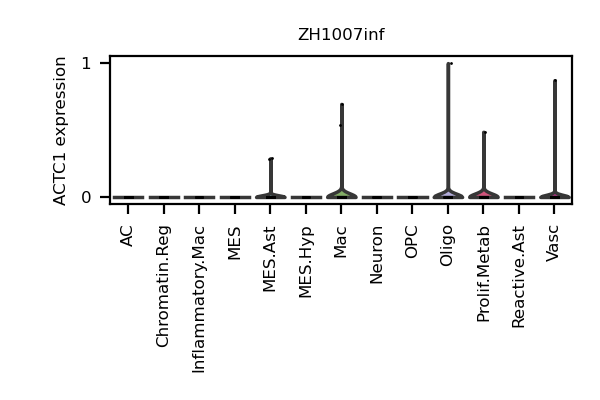 ZH1007inf
ACTC1 expression
1
0
AC
Chromatin.Reg
Inflammatory.Mac
MES
MES.Ast
MES.Hyp
Mac
Neuron
OPC
Oligo
Prolif.Metab
Reactive.Ast
Vasc